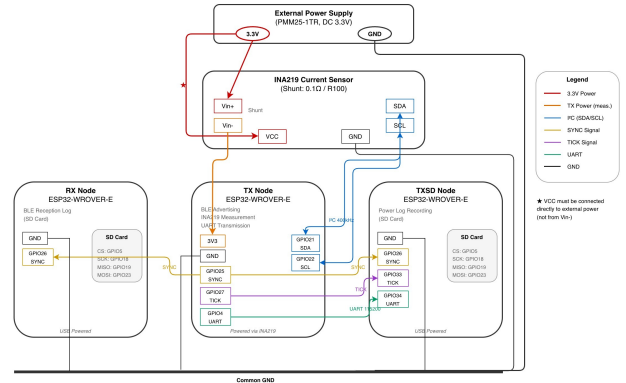 External Power Supply
(PMM25-1TR, DC 3.3V)
3.3V
GND
INA219 Current Sensor
(Shunt: 0.1Ω / R100)
Vin+
Shunt
Vin-
VCC
GND
SDA
SCL
★
Legend
3.3V Power
TX Power (meas.)
I²C (SDA/SCL)
SYNC Signal
TICK Signal
UART
GND
★ VCC must be connected
directly to external power
(not from Vin-)
RX Node
ESP32-WROVER-E
BLE Reception Log
(SD Card)
GND
GPIO26
SYNC
SD Card
CS: GPIO5
SCK: GPIO18
MISO: GPIO19
MOSI: GPIO23
USB Powered
SYNC
TX Node
ESP32-WROVER-E
BLE Advertising
INA219 Measurement
UART Transmission
3V3
GND
GPIO25
SYNC
GPIO27
TICK
GPIO4
UART
GPIO21
SDA
GPIO22
SCL
Powered via INA219
I²C 400kHz
SYNC
TICK
UART 115200
TXSD Node
ESP32-WROVER-E
Power Log Recording
(SD Card)
GND
GPIO26
SYNC
GPIO33
TICK
GPIO34
UART
SD Card
CS: GPIO5
SCK: GPIO18
MISO: GPIO19
MOSI: GPIO23
USB Powered
Common GND